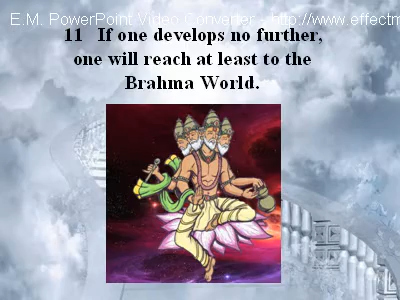 E.M. PowerPoint Video Converter - http://www.effectm
11 If one develops no further,
one will reach at least to the
Brahma World.